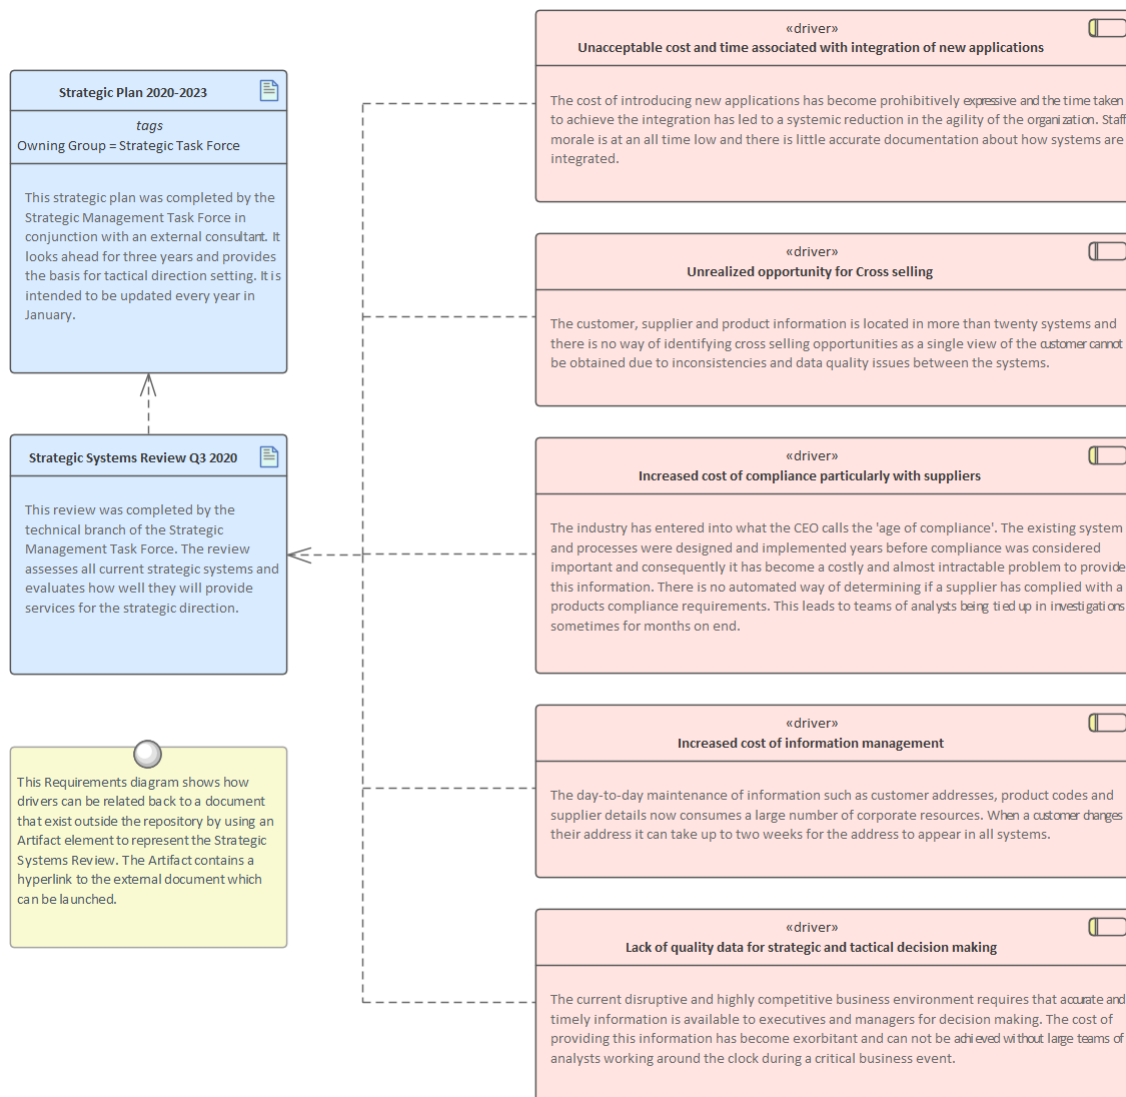 Strategic Plan 2020-2023
tags
Owning Group = Strategic Task Force
This strategic plan was completed by the
Strategic Management Task Force in
conjunction with an external consultant. It
looks ahead for three years and provides
the basis for tactical direction setting. It is
intended to be updated every year in
January.
Strategic Systems Review Q3 2020
This review was completed by the
technical branch of the Strategic
Management Task Force. The review
assesses all current strategic systems and
evaluates how well they will provide
services for the strategic direction.
This Requirements diagram shows how
drivers can be related back to a document
that exist outside the repository by using an
Artifact element to represent the Strategic
Systems Review. The Artifact contains a
hyperlink to the external document which
can be launched.
«driver»
Unacceptable cost and time associated with integration of new applications
The cost of introducing new applications has become prohibitively expressive and the time taken
to achieve the integration has led to a systemic reduction in the agility of the organization. Staff
morale is at an all time low and there is little accurate documentation about how systems are
integrated.
«driver»
Unrealized opportunity for Cross selling
The customer, supplier and product information is located in more than twenty systems and
there is no way of identifying cross selling opportunities as a single view of the customer cannot
be obtained due to inconsistencies and data quality issues between the systems.
«driver»
Increased cost of compliance particularly with suppliers
The industry has entered into what the CEO calls the 'age of compliance'. The existing system
and processes were designed and implemented years before compliance was considered
important and consequently it has become a costly and almost intractable problem to provide
this information. There is no automated way of determining if a supplier has complied with a
products compliance requirements. This leads to teams of analysts being tied up in investigations
sometimes for months on end.
«driver»
Increased cost of information management
The day-to-day maintenance of information such as customer addresses, product codes and
supplier details now consumes a large number of corporate resources. When a customer changes
their address it can take up to two weeks for the address to appear in all systems.
«driver»
Lack of quality data for strategic and tactical decision making
The current disruptive and highly competitive business environment requires that accurate and
timely information is available to executives and managers for decision making. The cost of
providing this information has become exorbitant and can not be achieved without large teams of
analysts working around the clock during a critical business event.